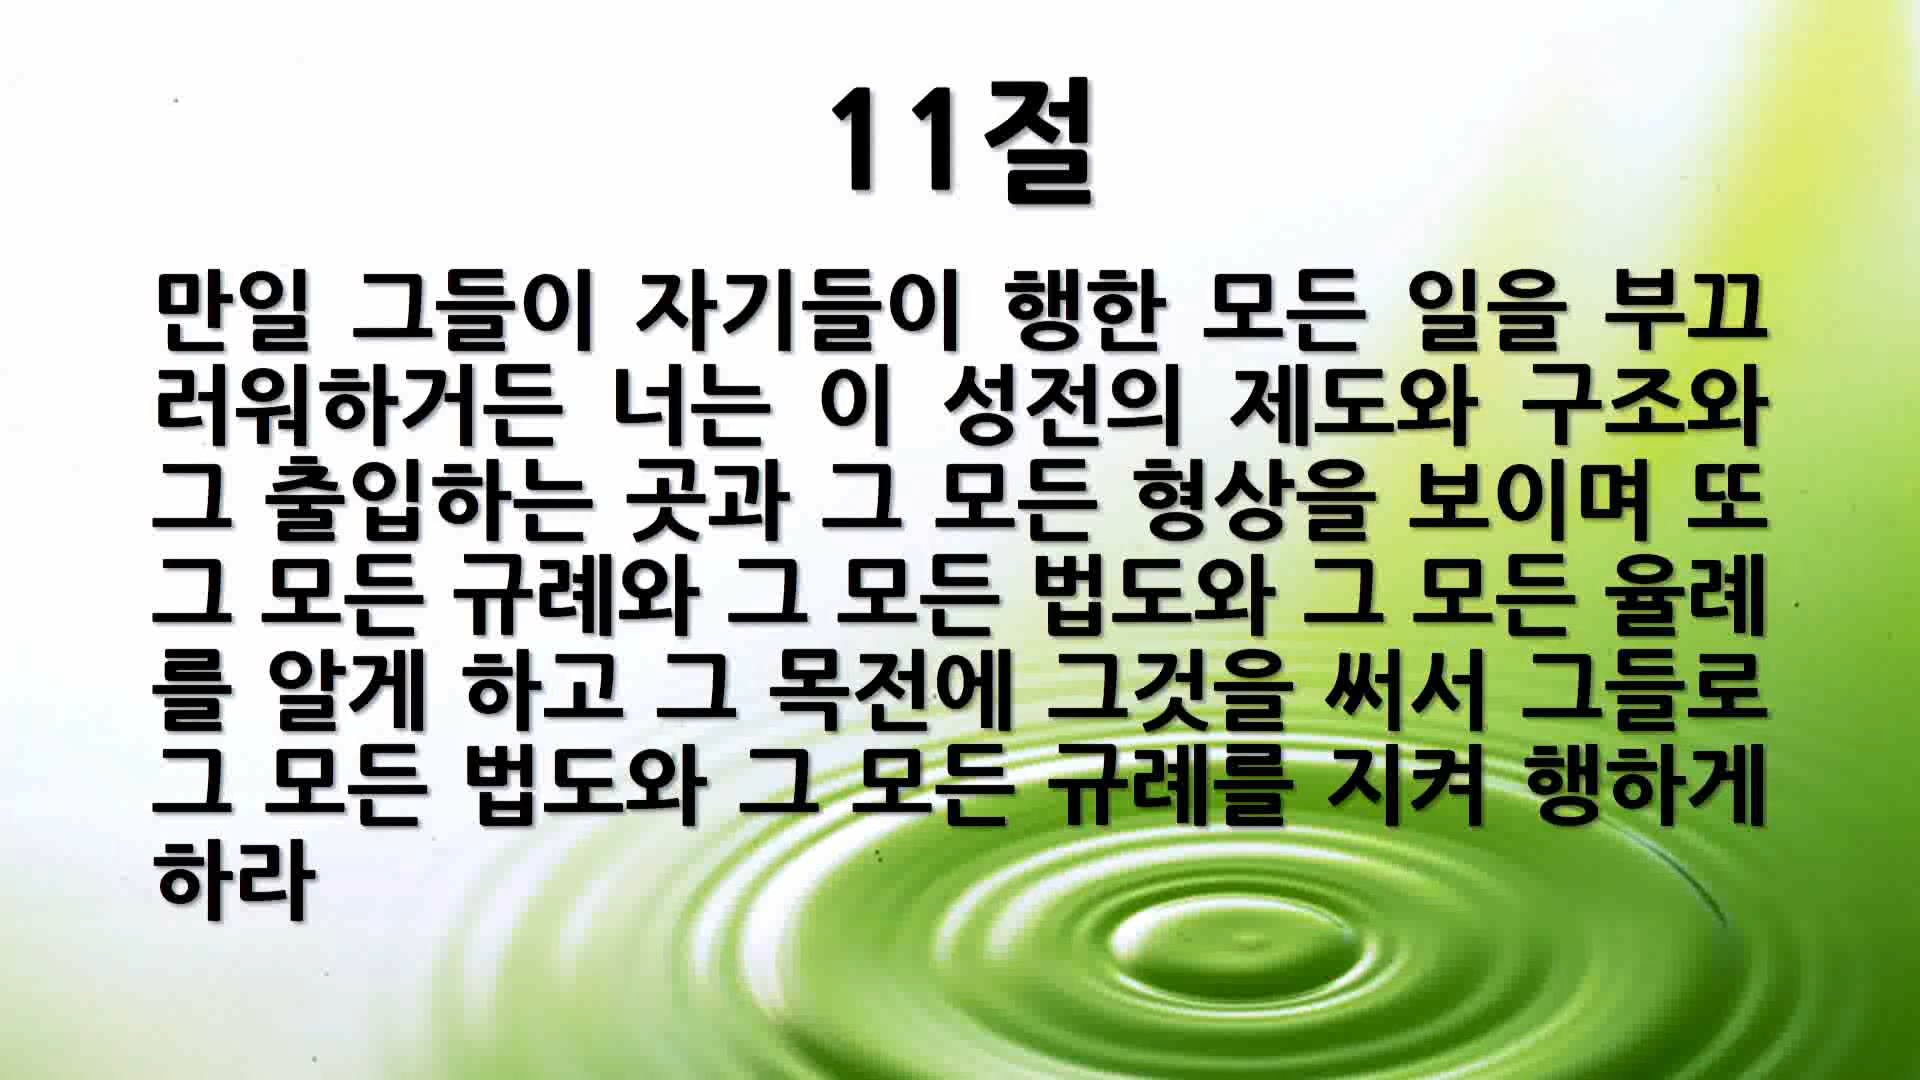 11절
만일 그들이 자기들이 행한 모든 일을 부끄
러워하거든 너는 이 성전의 제도와 구조와
그 출입하는 곳과 그 모든 형상을 보이며 또
그 모든 규례와 그 모든 법도와 그 모든 율례
를 알게 하고 그 목전에 그것을 써서 그들로
그 모든 법도와 그 모든 규례를 지켜 행하게
하라